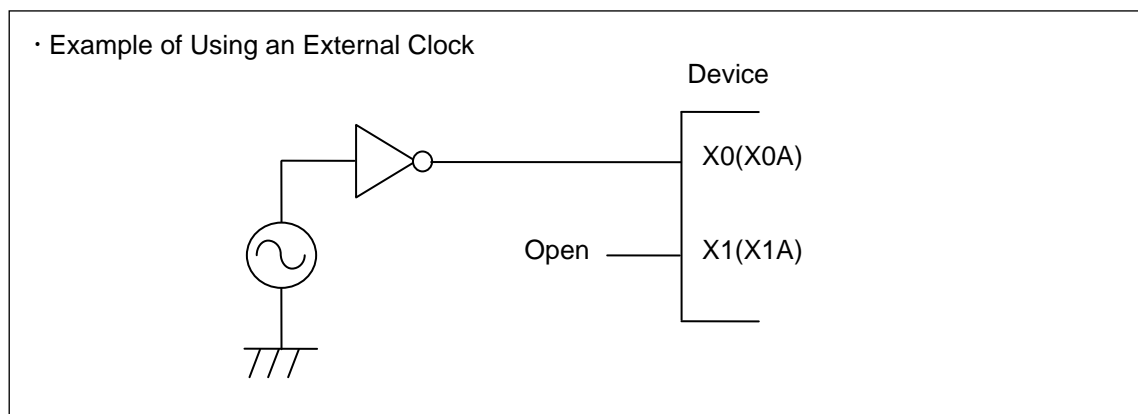 · Example of Using an External Clock
Device
X0(X0A)
Open
X1(X1A)